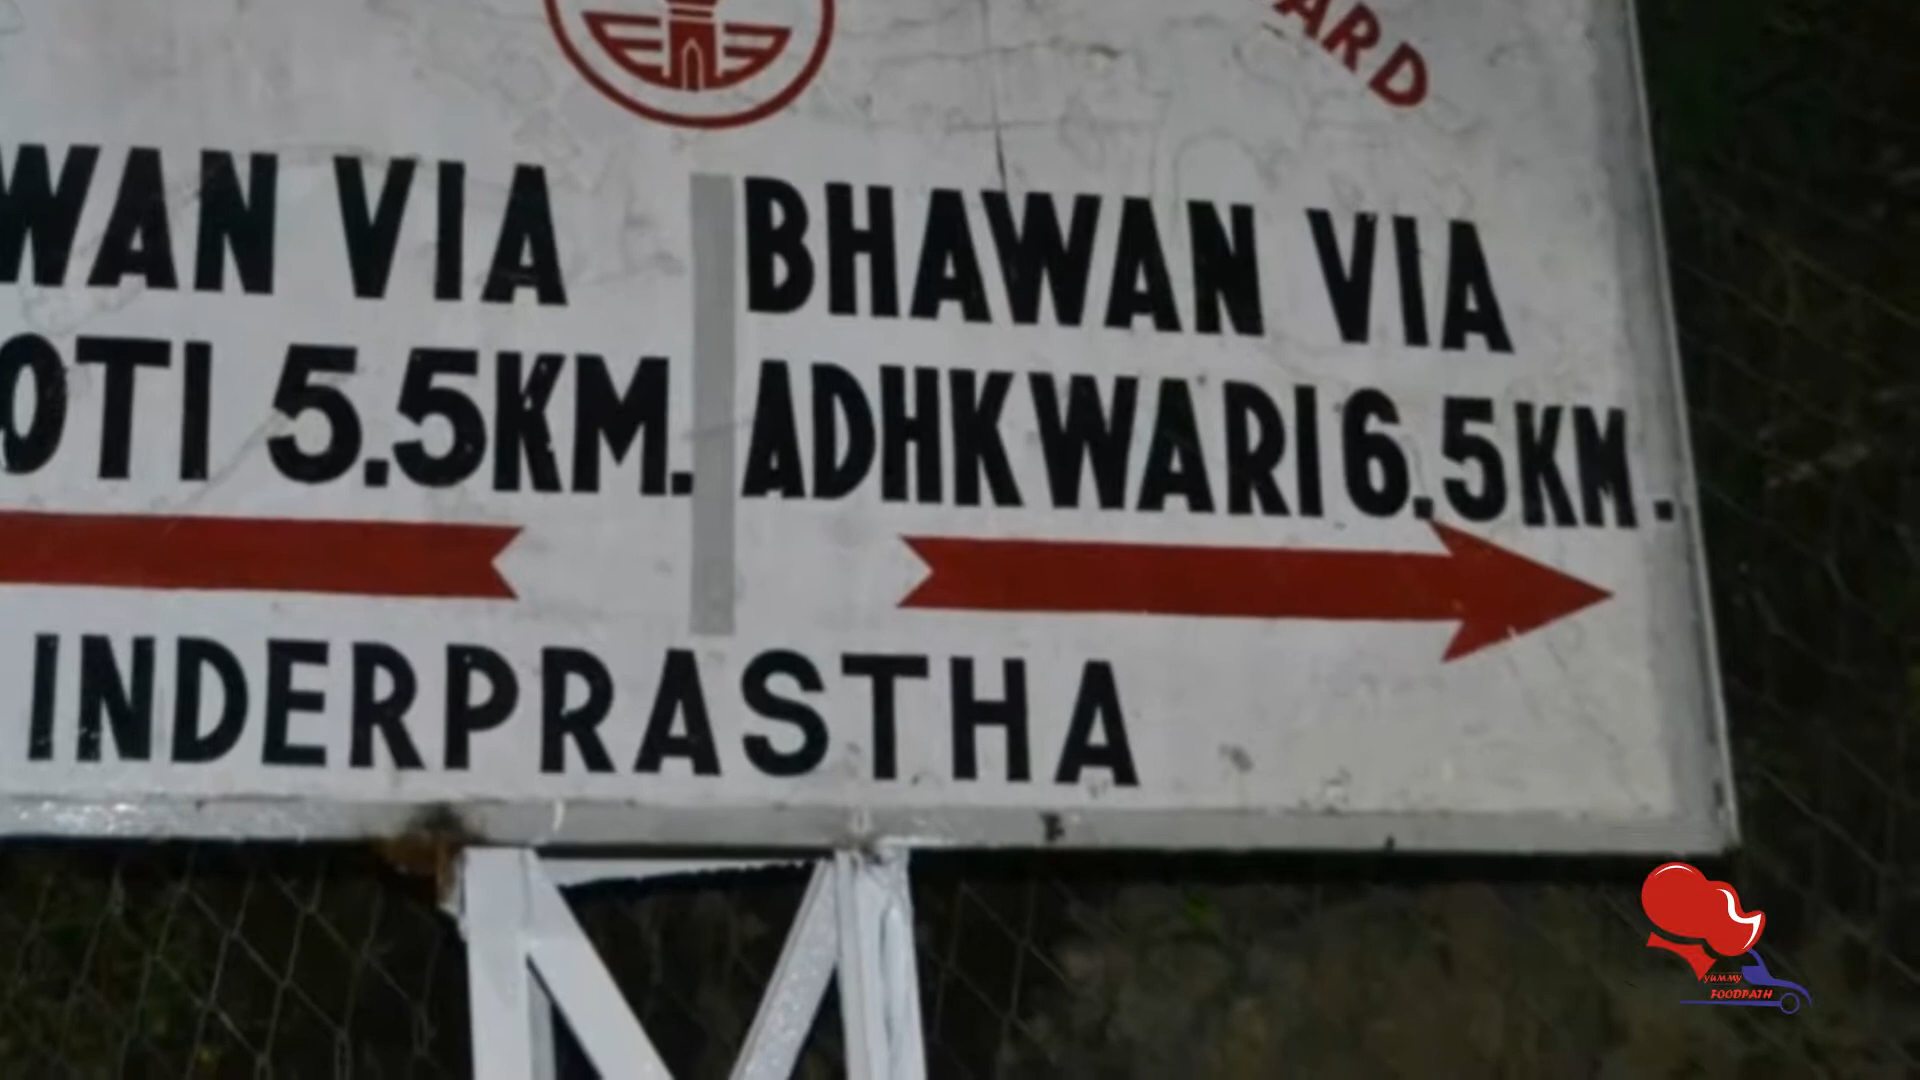 ARD
WAN VIA
OTI 5.5KM.
BHAWAN VIA
ADHKWARI 6.5KM.
INDERPRASTHA
YUMMY
FOODPATH